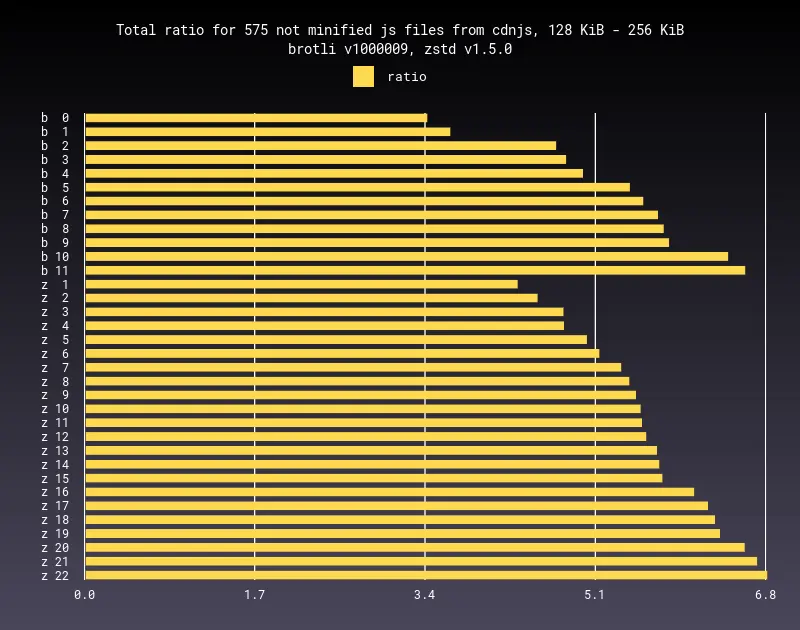 Total ratio for 575 not minified js files from cdnjs, 128 KiB - 256 KiB
brotli v1000009, zstd v1.5.0
ratio
b 0
b 1
b 2
b 3
b 4
b 5
b 6
b 7
b 8
b 9
b 10
b 11
z 1
z 2
z 3
z 4
z 5
z 6
z 7
z 8
z 9
z 10
z 11
z 12
z 13
z 14
z 15
z 16
z 17
z 18
z 19
z 20
z 21
z 22
0.0 1.7 3.4 5.1 6.8